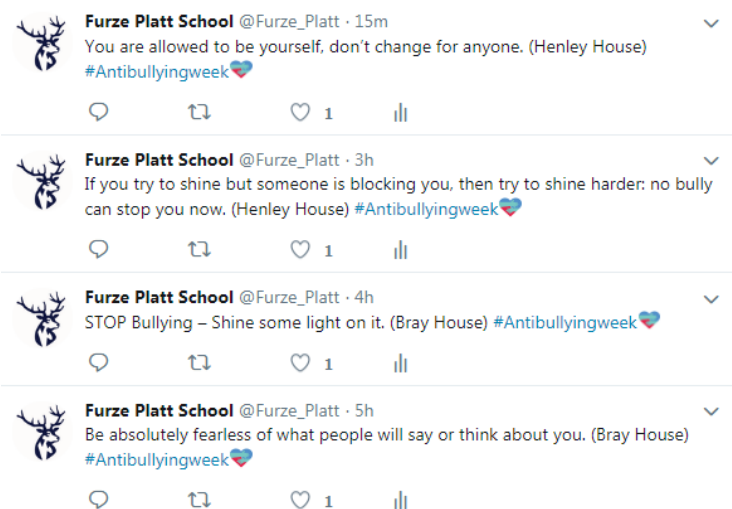 Furze Platt School @Furze_Platt · 15m
You are allowed to be yourself, don't change for anyone. (Henley House)
#Antibullyingweek
1
Furze Platt School @Furze_Platt · 3h
If you try to shine but someone is blocking you, then try to shine harder: no bully
can stop you now. (Henley House) #Antibullyingweek
1
Furze Platt School @Furze_Platt · 4h
STOP Bullying – Shine some light on it. (Bray House) #Antibullyingweek
1
Furze Platt School @Furze_Platt · 5h
Be absolutely fearless of what people will say or think about you. (Bray House)
#Antibullyingweek
1